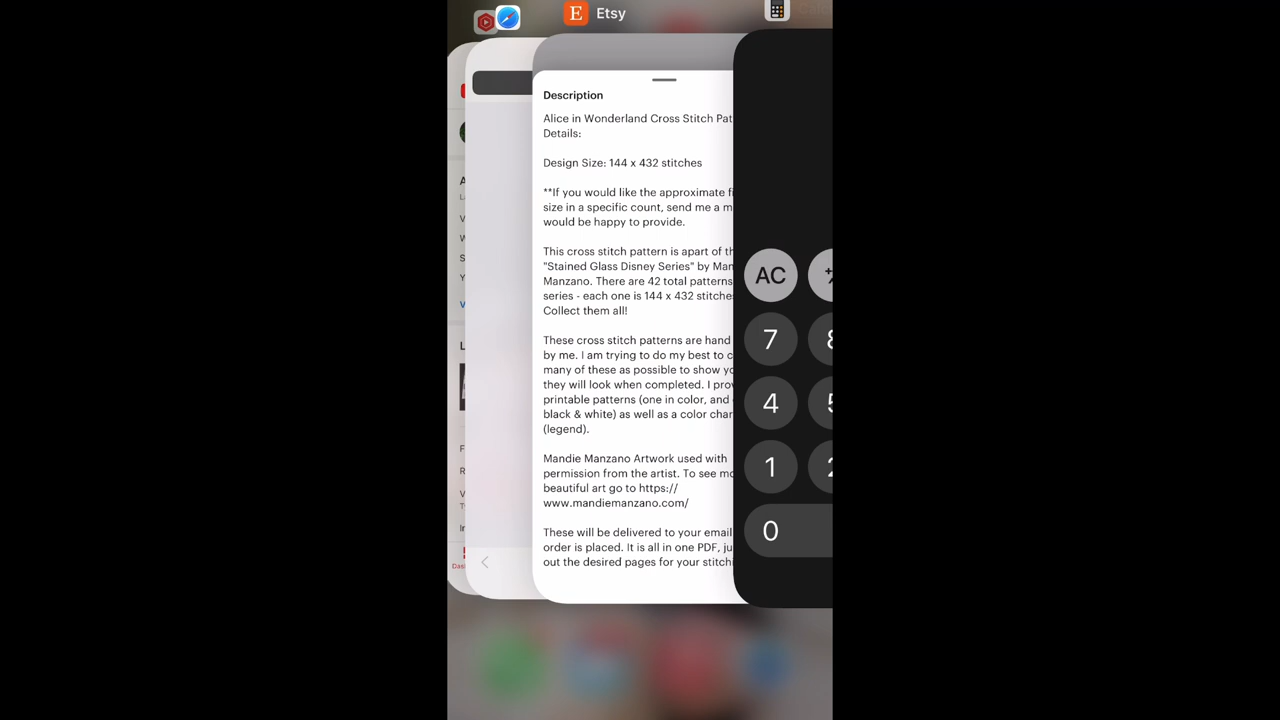 Etsy
Description
Alice in Wonderland Cross Stitch
Details:
Design Size: 144 x 432 stitches
**If you would like the approximate
size in a specific count, send me a
would be happy to provide.
This cross stitch pattern is apart of
"Stained Glass Disney Series" by
Manzano. There are 42 total patterns
series - each one is 144 x 432 stitches
Collect them all!
These cross stitch patterns are hand
by me. I am trying to do my best to
many of these as possible to show
they will look when completed. I
printable patterns (one in color, and
black & white) as well as a color
(legend).
Mandie Manzano Artwork used with
permission from the artist. To see
beautiful art go to https://
www.mandiemanzano.com/
These will be delivered to your email
order is placed. It is all in one PDF,
out the desired pages for your
AC
7
4
1
0